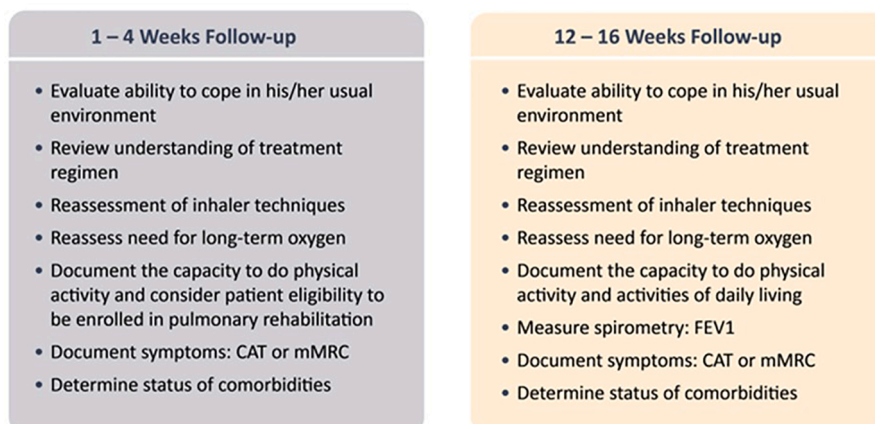 1 – 4 Weeks Follow-up
• Evaluate ability to cope in his/her usual
environment
• Review understanding of treatment
regimen
• Reassessment of inhaler techniques
• Reassess need for long-term oxygen
• Document the capacity to do physical
activity and consider patient eligibility to
be enrolled in pulmonary rehabilitation
• Document symptoms: CAT or mMRC
• Determine status of comorbidities
12 – 16 Weeks Follow-up
• Evaluate ability to cope in his/her usual
environment
• Review understanding of treatment
regimen
• Reassessment of inhaler techniques
• Reassess need for long-term oxygen
• Document the capacity to do physical
activity and activities of daily living
• Measure spirometry: FEV1
• Document symptoms: CAT or mMRC
• Determine status of comorbidities